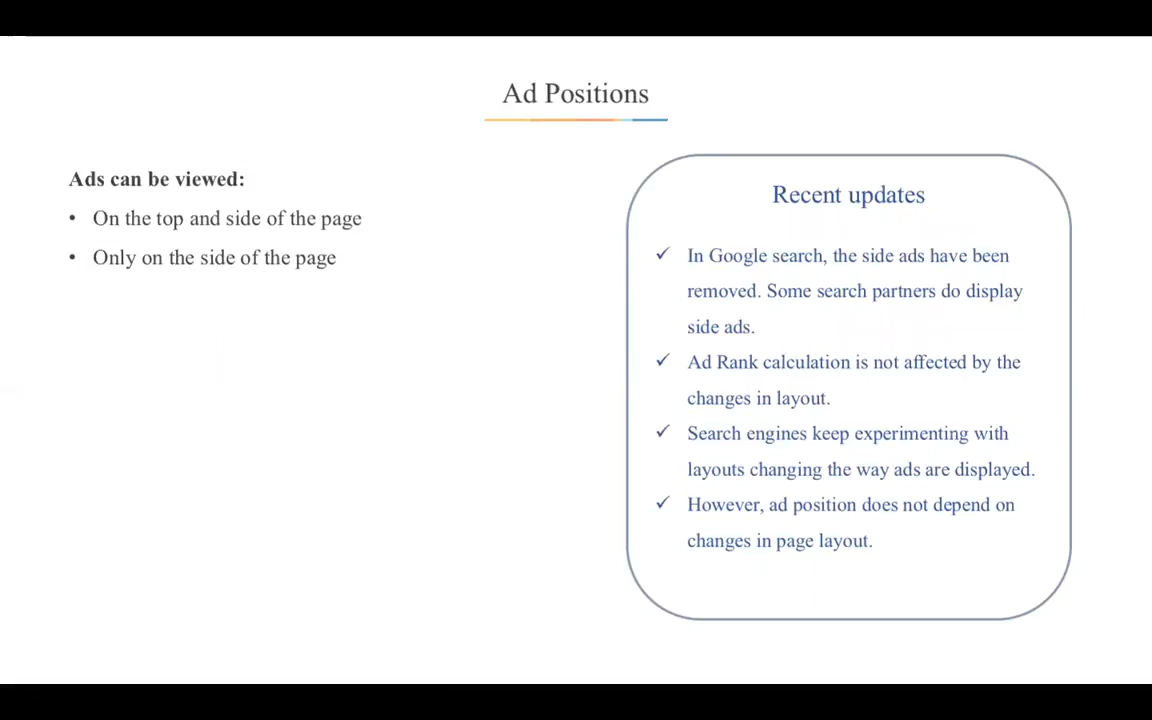 Ad Positions
Ads can be viewed:
• On the top and side of the page
• Only on the side of the page
Recent updates
✓ In Google search, the side ads have been
removed. Some search partners do display
side ads.
✓ Ad Rank calculation is not affected by the
changes in layout.
✓ Search engines keep experimenting with
layouts changing the way ads are displayed.
✓ However, ad position does not depend on
changes in page layout.